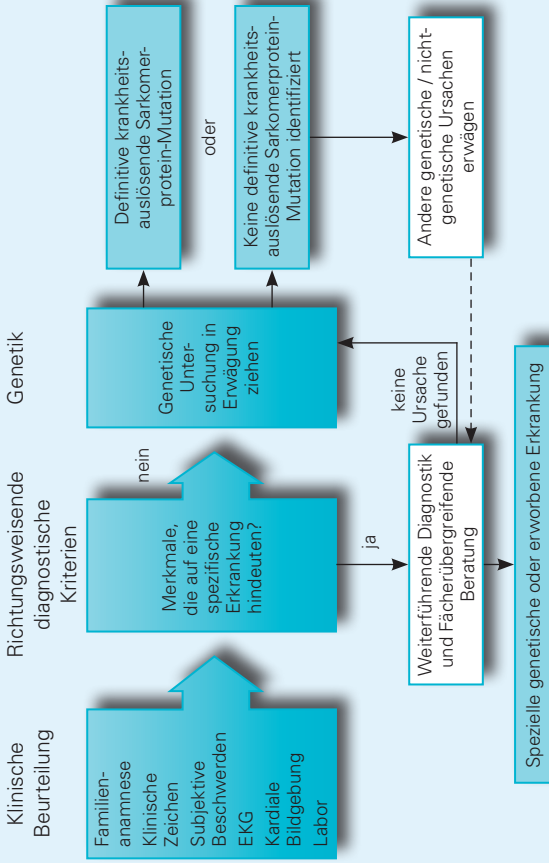 Klinische
Beurteilung
Richtungsweisende
diagnostische
Kriterien
Genetik
Familien-
anamnese
Klinische
Zeichen
Subjektive
Beschwerden
EKG
Kardiale
Bildgebung
Labor
Merkmale,
die auf eine
spezifische
Erkrankung
hindeuten?
nein
ja
Genetische
Unter-
suchung in
Erwägung
ziehen
Definitive krankheits-
auslösende Sarkomer-
protein-Mutation
oder
Keine definitive krankheits-
auslösende Sarkomerprotein-
Mutation identifiziert
Weiterführende Diagnostik
und Fächerübergreifende
Beratung
keine
Ursache
gefunden
Andere genetische / nicht-
genetische Ursachen
erwägen
Spezielle genetische oder erworbene Erkrankung